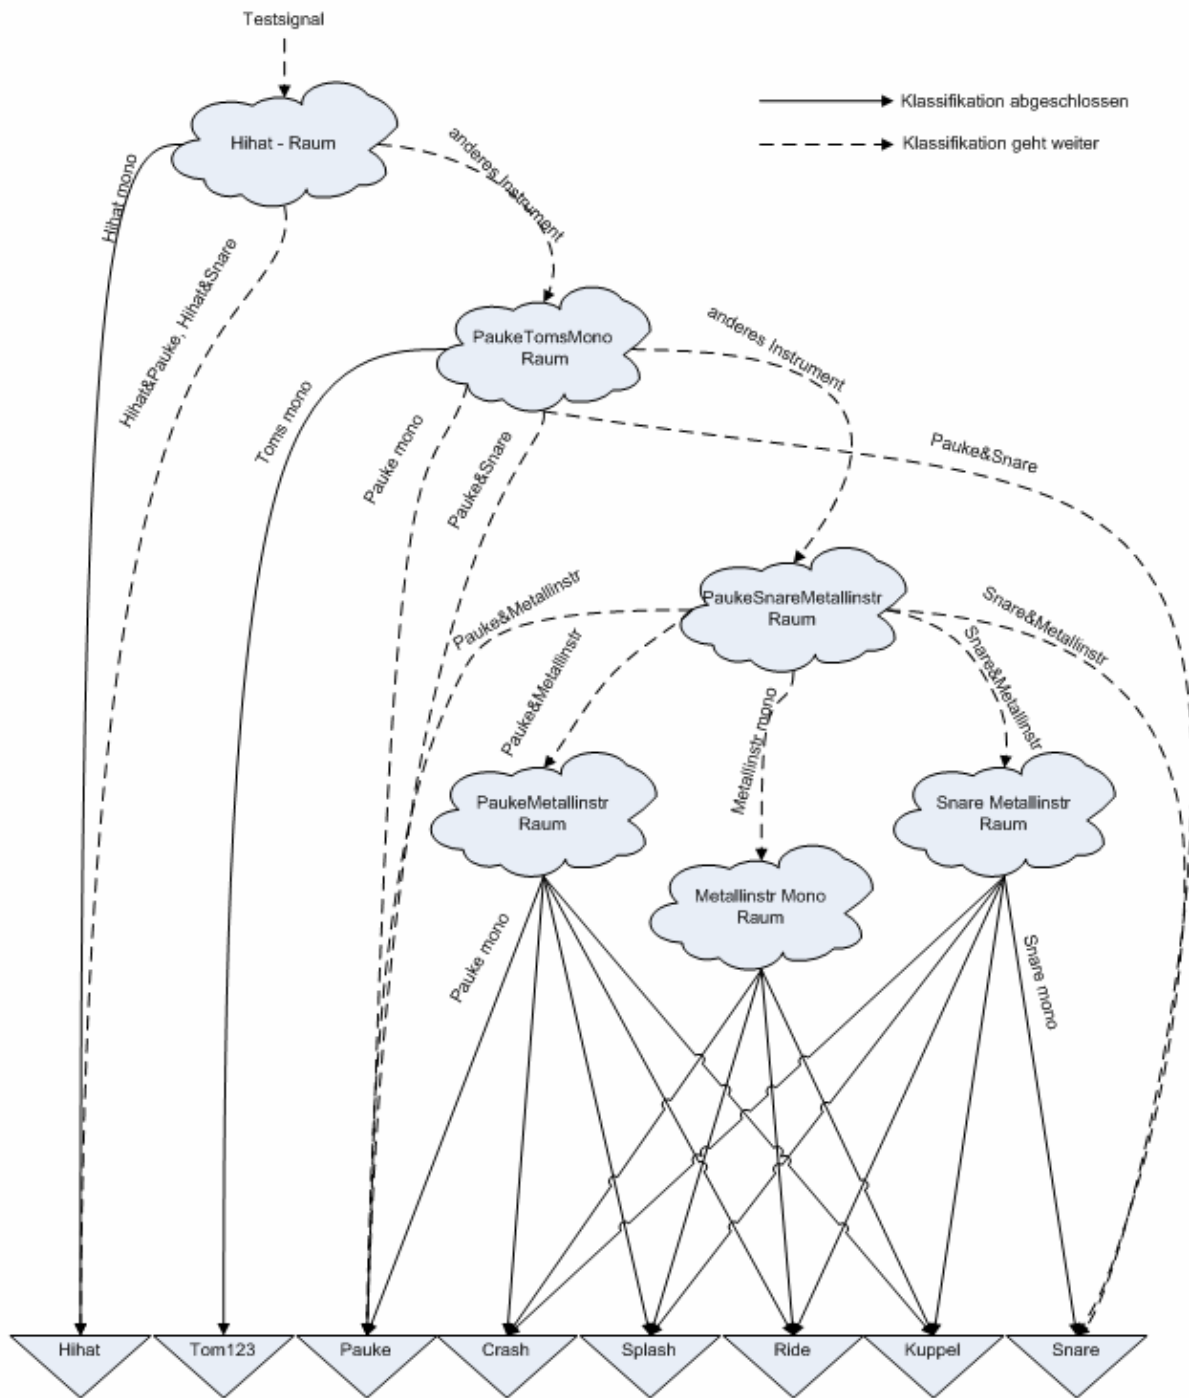 Testsignal
Klassifikation abgeschlossen
Klassifikation geht weiter
Hihat - Raum
Hihat mono
anderes Instrument
Hihat&Pauke, Hihat&Snare
PaukeTomsMono
Raum
anderes Instrument
Toms mono
Pauke mono
Pauke&Snare
Pauke&Snare
PaukeSnareMetallinstr
Raum
Pauke&Metallinstr
Pauke&Metallinstr
Metallinstr mono
Snare&Metallinstr
Snare&Metallinstr
PaukeMetallinstr
Raum
Snare Metallinstr
Raum
Metallinstr Mono
Raum
Pauke mono
Snare mono
Hihat
Tom123
Pauke
Crash
Splash
Ride
Kuppel
Snare